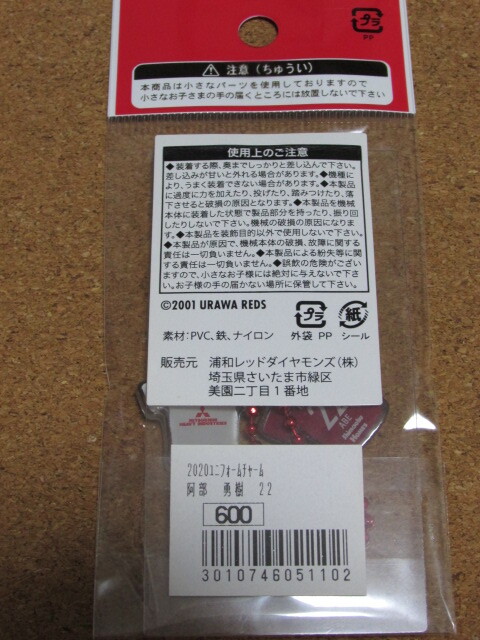 プラ
PP
注意（ちゅうい）
本商品は小さなパーツを使用しておりますので
小さなお子さまの手の届くところには放置しないで下さい
使用上のご注意
◆装着する際、奥までしっかりと差し込んで下さい。
差し込みが甘いと外れる場合があります。◆機種に
より、うまく装着できない場合があります。◆本製品
に過度に力を加えたり、投げたり、踏みつけたり、落
下させると破損の原因となります。◆本製品を機械
本体に装着した状態で製品部分を持ったり、振り回
したりしないで下さい。機械の破損の原因になりま
す。◆本製品を装飾目的以外で使用しないで下さい。
◆本製品が原因で、機械本体の破損、故障に関する
責任は一切負いません。◆本製品による紛失等に関
する責任は一切負いません。◆誤飲の危険がござい
ますので、小さなお子様には絶対に与えないで下さ
い。お子様の手の届かない場所に保管して下さい。
©2001 URAWA REDS
プラ 紙
素材：PVC、鉄、ナイロン 外袋 PP シール
販売元 浦和レッドダイヤモンズ（株）
埼玉県さいたま市緑区
美園二丁目1番地
MITSUBISHI
HEAVY INDUSTRIES
22
ABE
2020ﾕﾆﾌｫｰﾑﾁｬｰﾑ
阿部 勇樹 22
600
3010746051102